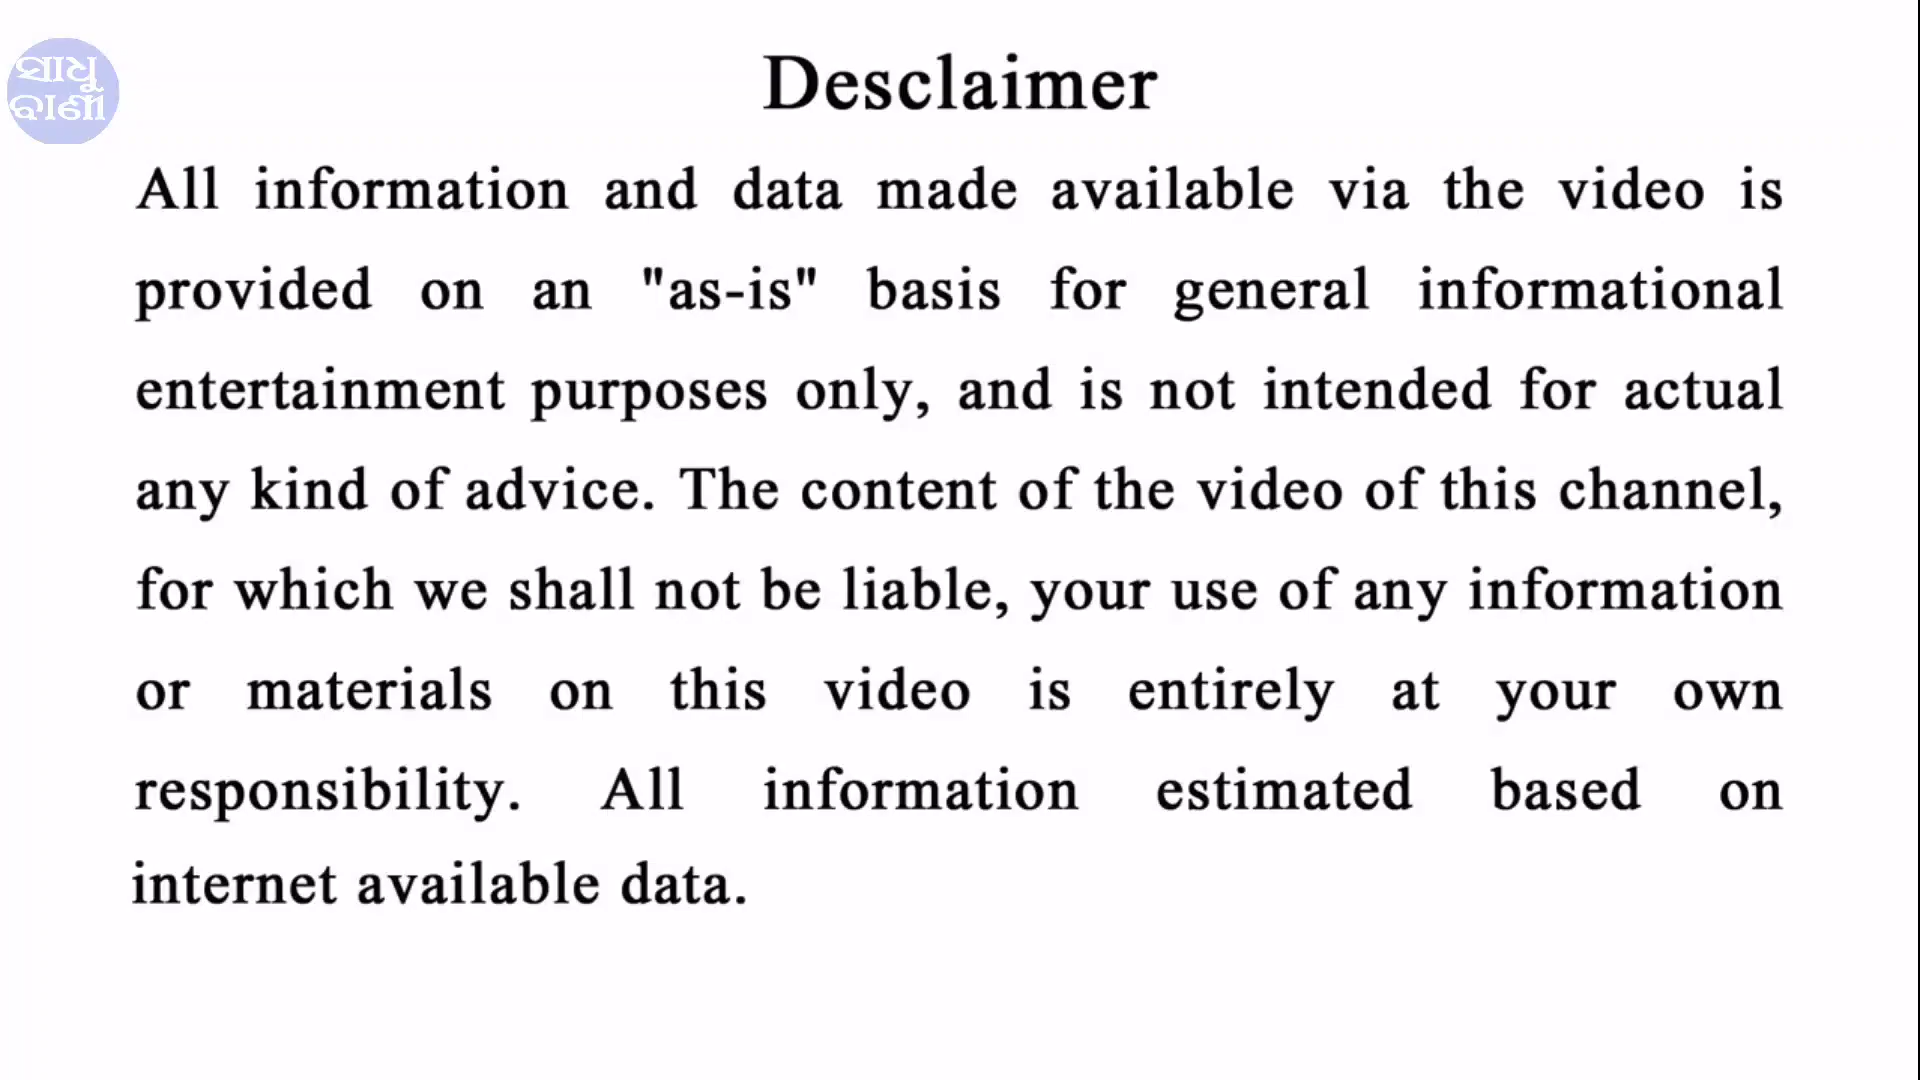 ସାଧୁ
ବାଣୀ
Desclaimer
All information and data made available via the video is
provided on an "as-is" basis for general informational
entertainment purposes only, and is not intended for actual
any kind of advice. The content of the video of this channel,
for which we shall not be liable, your use of any information
or materials on this video is entirely at your own
responsibility. All information estimated based on
internet available data.